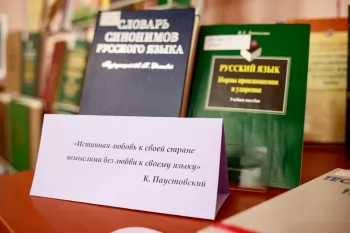 СЛОВАРЬ
СИНОНИМОВ
РУССКОГО ЯЗЫКА
РУССКИЙ ЯЗЫК
Нормы произношения
и ударения
Учебное пособие
«Истинная любовь к своей стране
немыслима без любви к своему языку»
К. Паустовский